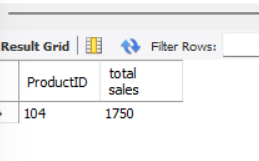 Result Grid Filter Rows:
ProductID total
sales
104 1750